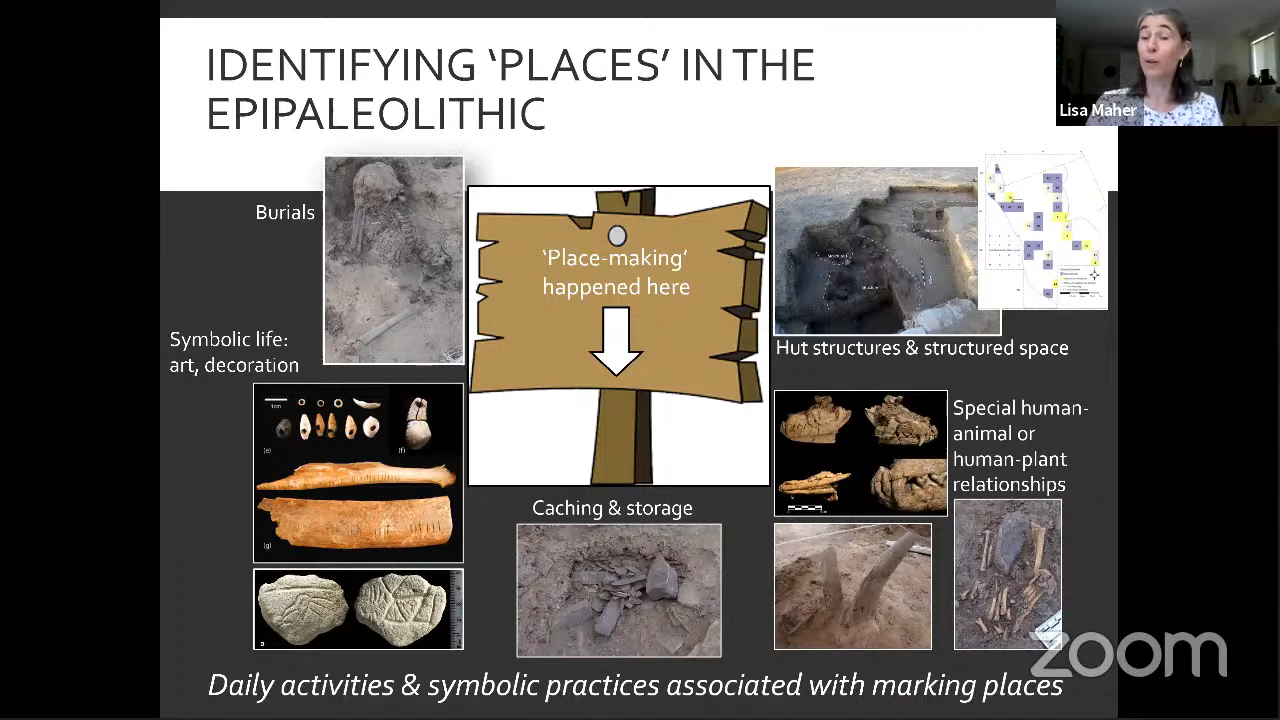 IDENTIFYING ‘PLACES’ IN THE
EPIPALEOLITHIC
Lisa Maher
Burials
‘Place-making’
happened here
Symbolic life:
art, decoration
Hut structures & structured space
Special human-
animal or
human-plant
relationships
1cm
(e)
(f)
(g)
a
Caching & storage
zoom
Daily activities & symbolic practices associated with marking places